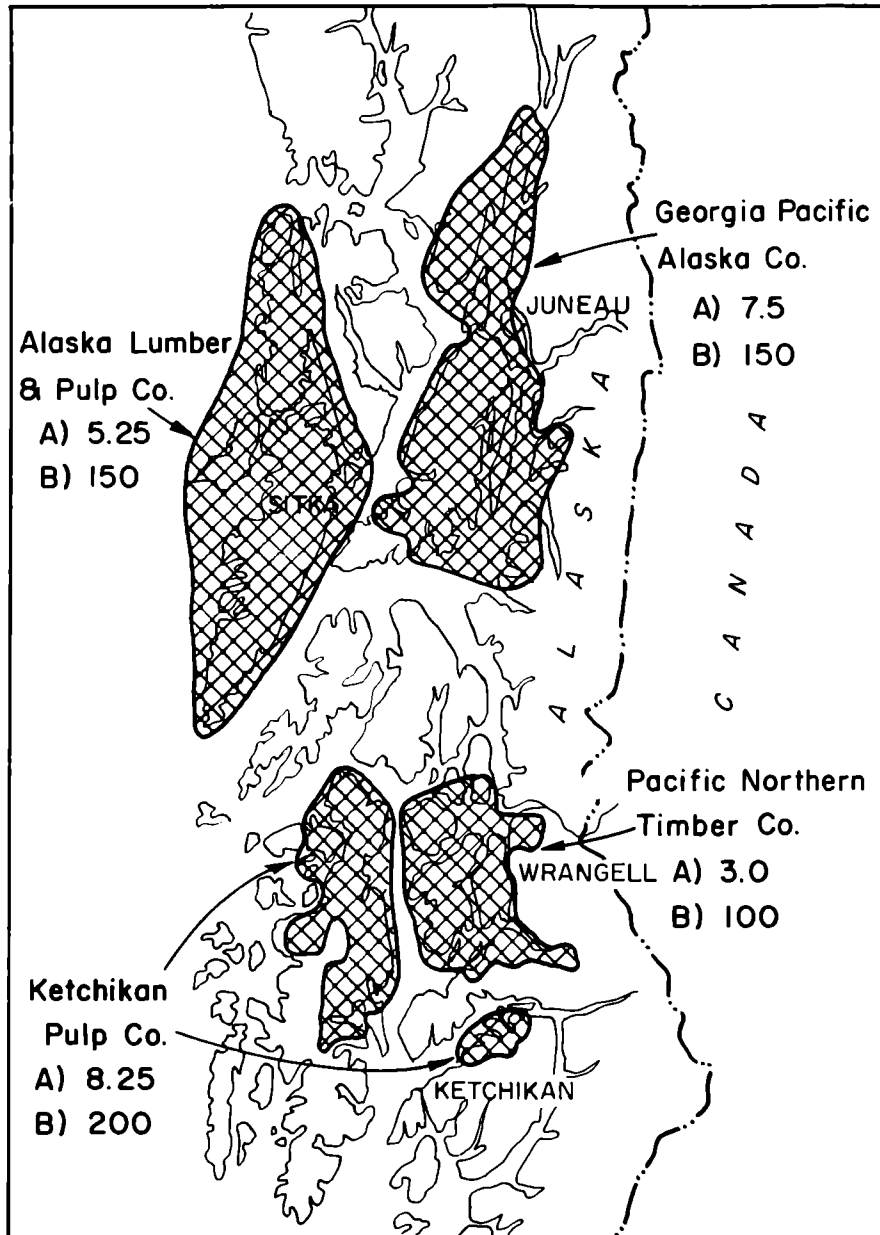 Georgia Pacific
Alaska Co.
A) 7.5
B) 150
JUNEAU
Alaska Lumber
& Pulp Co.
A) 5.25
B) 150
SITKA
ALASKA
CANADA
Pacific Northern
Timber Co.
A) 3.0
B) 100
WRANGELL
Ketchikan
Pulp Co.
A) 8.25
B) 200
KETCHIKAN